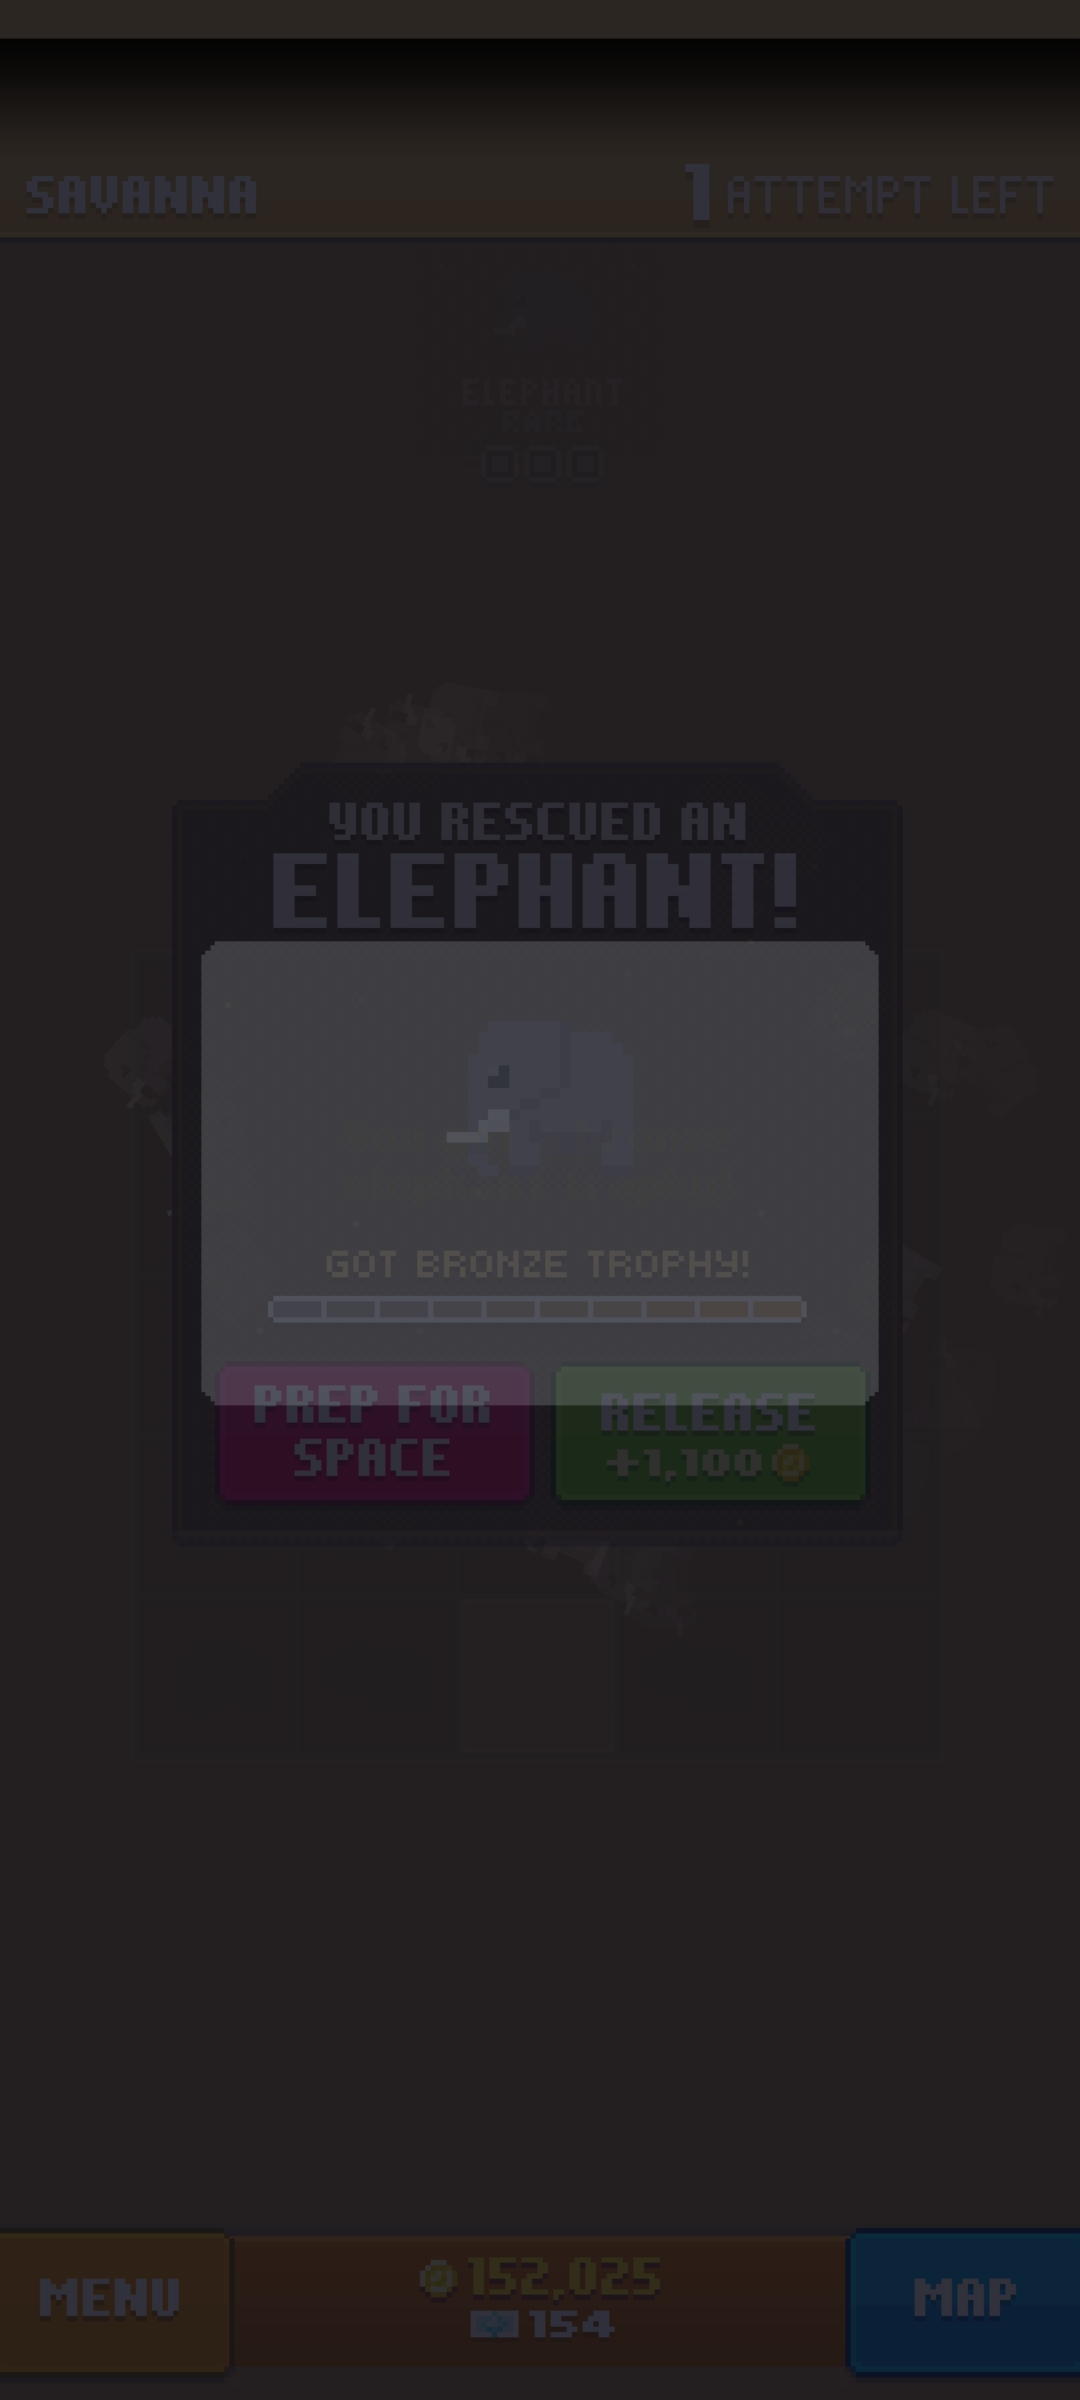 SAVANNA
1 ATTEMPT LEFT
ELEPHANT
RARE
YOU RESCUED AN
ELEPHANT!
GOT BRONZE TROPHY!
PREP FOR
SPACE
RELEASE
+1,100
MENU
152,025
154
MAP